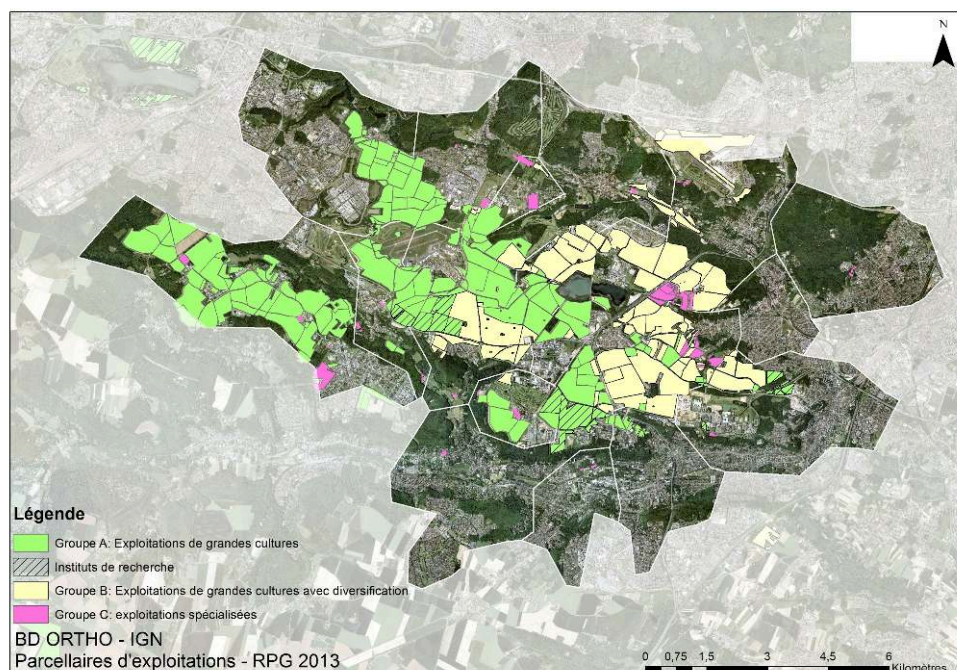 N
Légende
Groupe A: Exploitations de grandes cultures
Instituts de recherche
Groupe B: Exploitations de grandes cultures avec diversification
Groupe C: exploitations spécialisées
BD ORTHO - IGN
Parcellaires d'exploitations - RPG 2013
0 0,75 1,5 3 4,5 6
Kilomètres